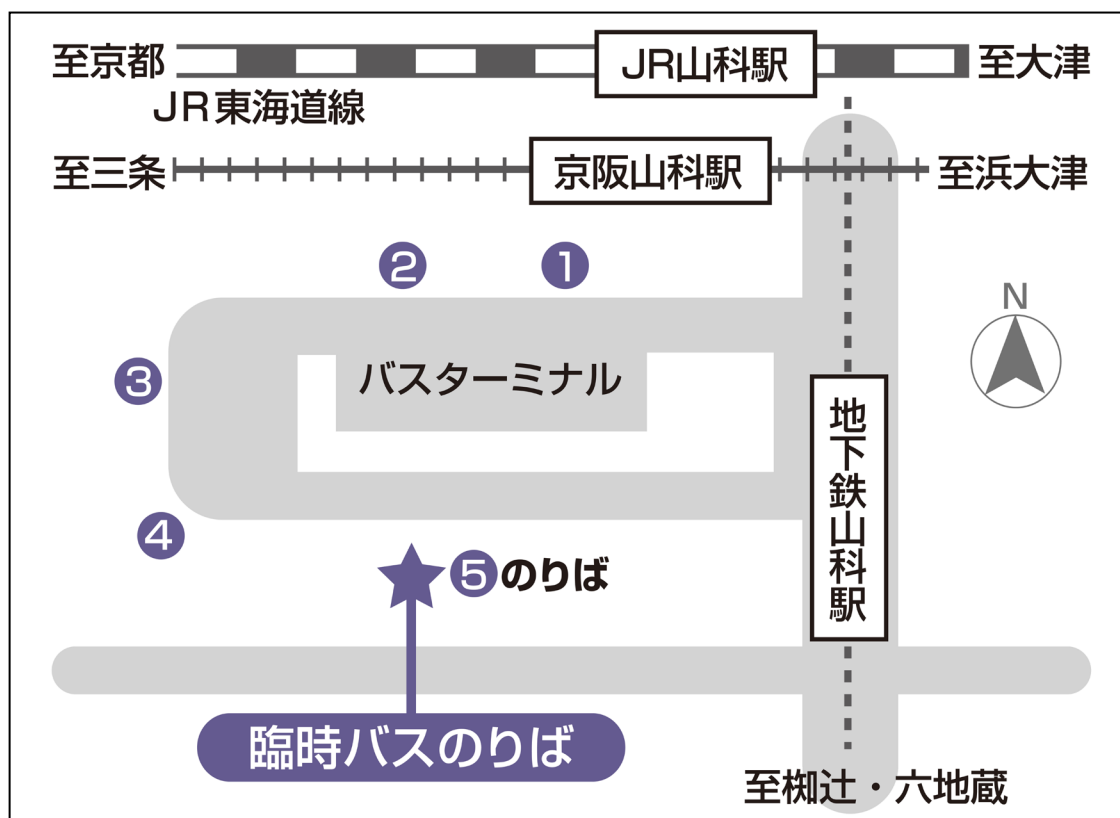 至京都
JR山科駅
至大津
JR東海道線
至三条
京阪山科駅
至浜大津
2
1
N
3
バスターミナル
地下鉄山科駅
4
5のりば
臨時バスのりば
至椥辻・六地蔵